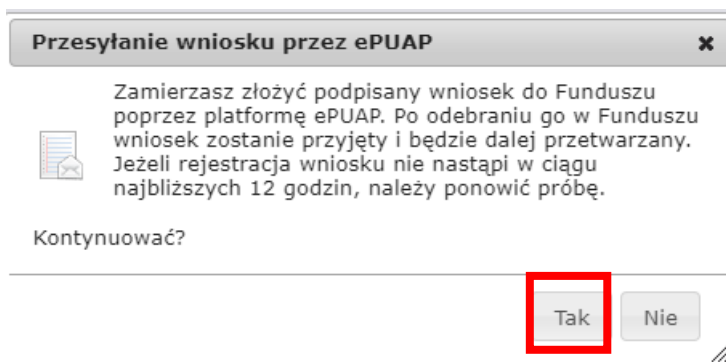 Przesyłanie wniosku przez ePUAP
Zamierzasz złożyć podpisany wniosek do Funduszu
poprzez platformę ePUAP. Po odebraniu go w Funduszu
wniosek zostanie przyjęty i będzie dalej przetwarzany.
Jeżeli rejestracja wniosku nie nastąpi w ciągu
najbliższych 12 godzin, należy ponowić próbę.
Kontynuować?
Tak Nie